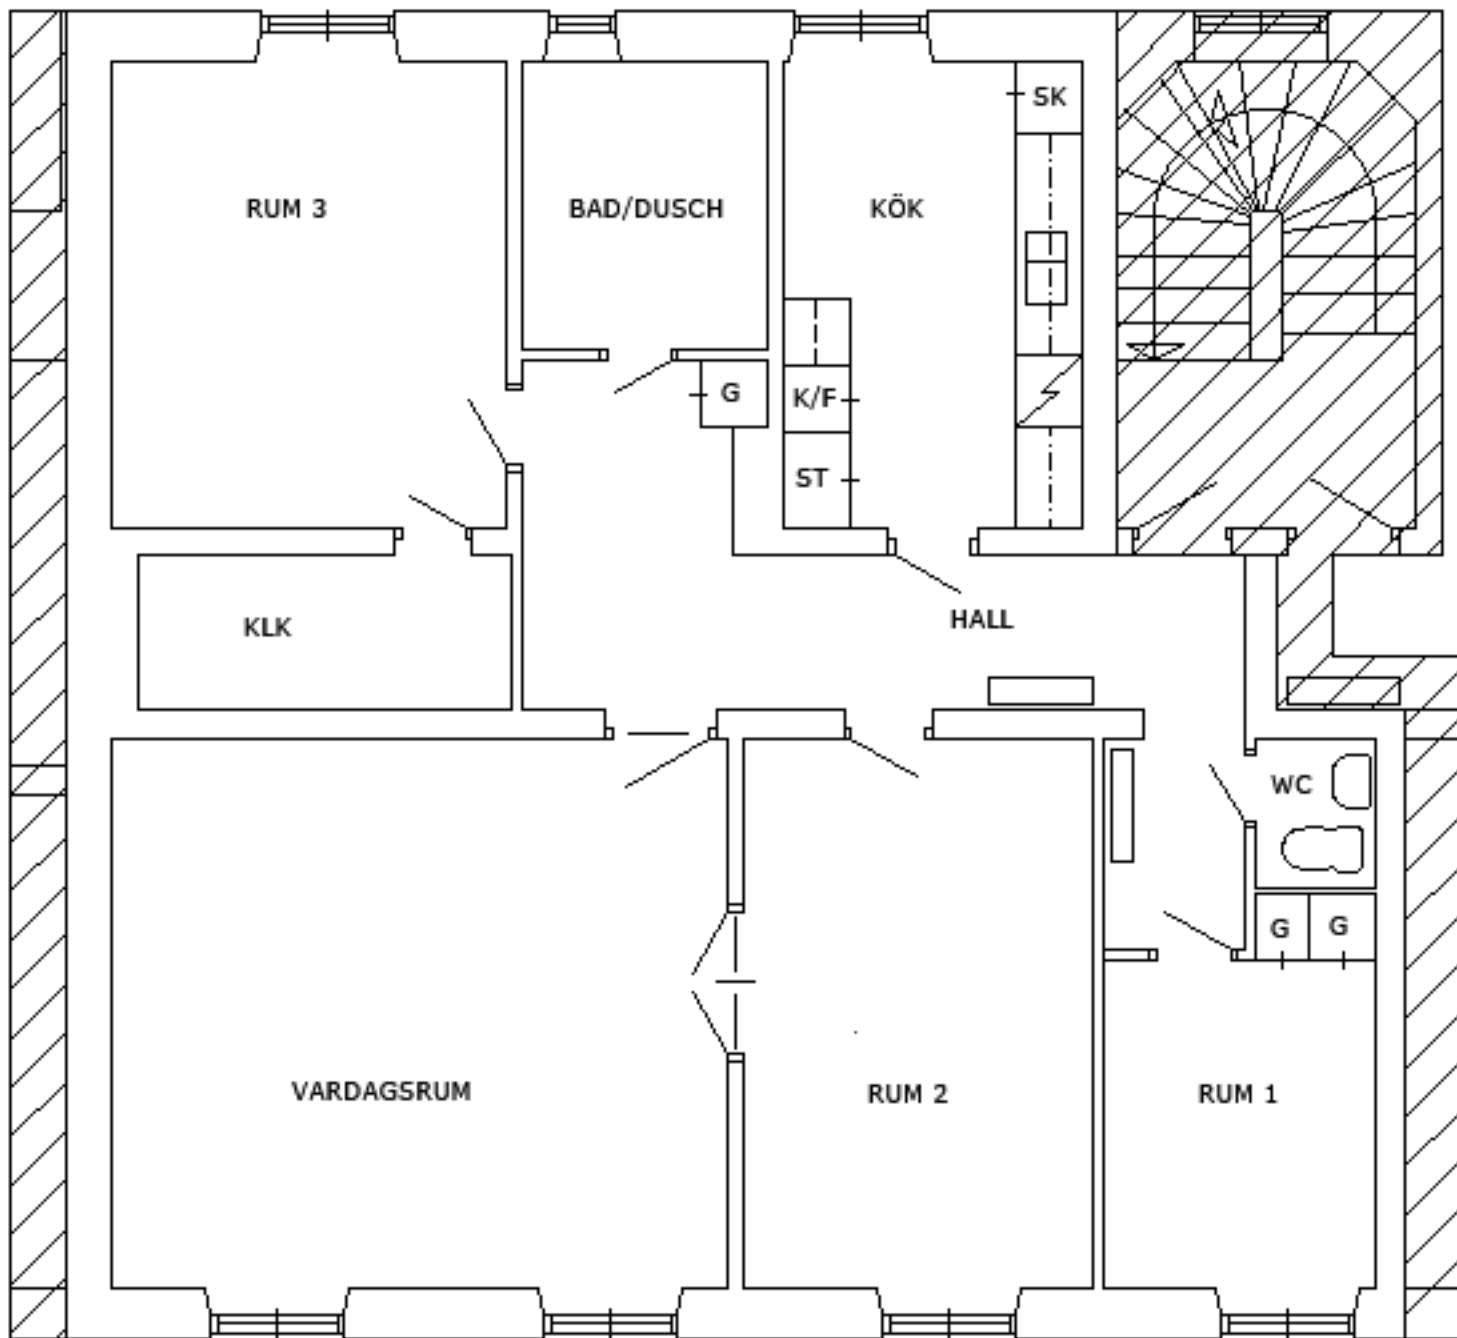 SK
RUM 3
BAD/DUSCH
KÖK
G
K/F
ST
HALL
KLK
WC
G
G
VARDAGSRUM
RUM 2
RUM 1